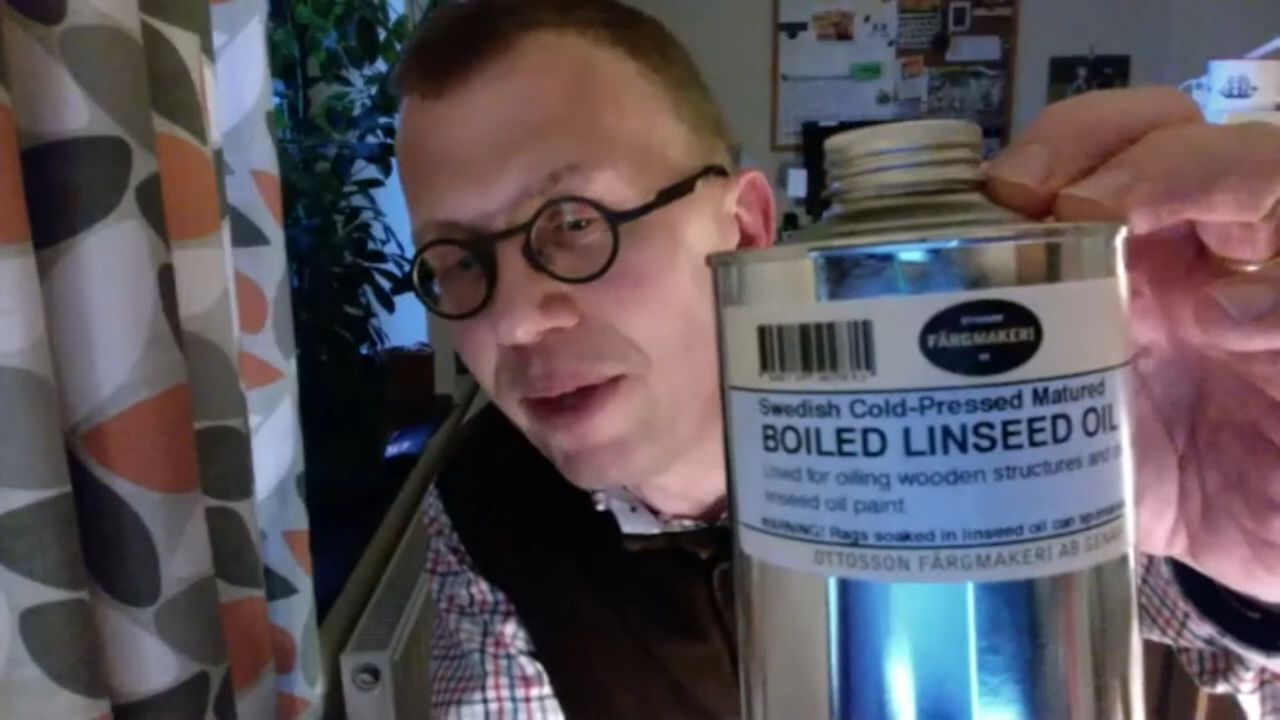 FÄRGMAKERI
Swedish Cold-Pressed Matured
BOILED LINSEED OIL
Used for oiling wooden structures and
linseed oil paint
WARNING! Rags soaked in linseed oil can
OTTOSSON FÄRGMAKERI AB